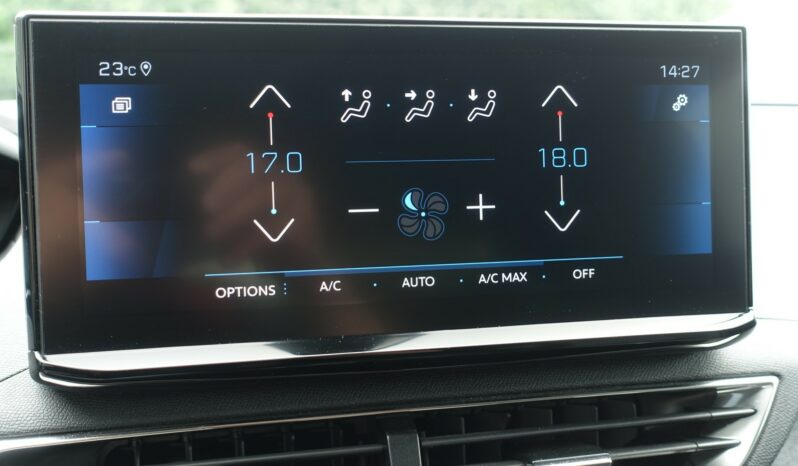 23°C 14:27
17.0 18.0
OPTIONS A/C AUTO A/C MAX OFF